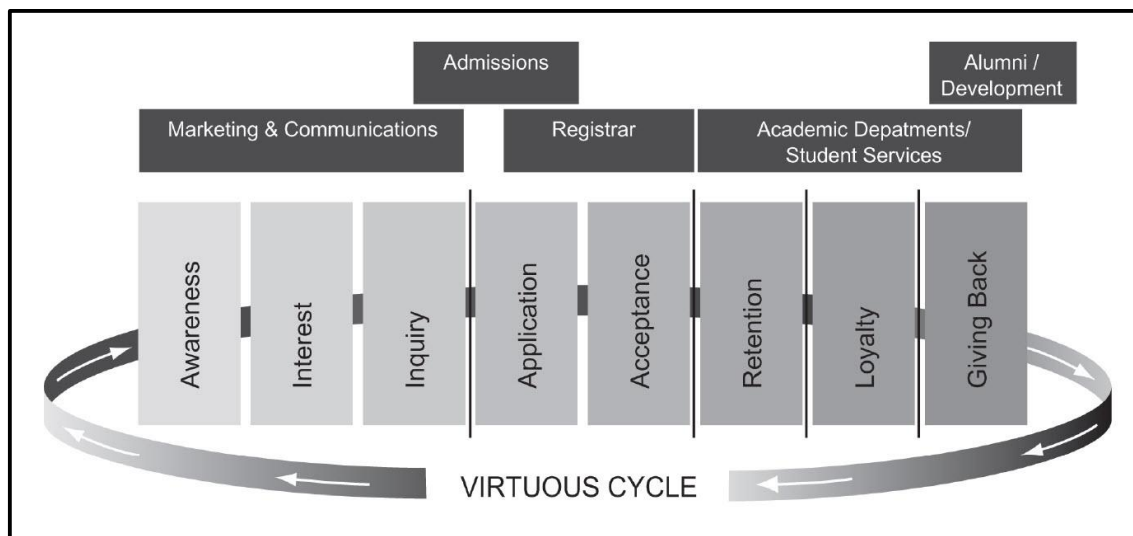 Admissions
Alumni /
Development
Marketing & Communications
Registrar
Academic Depatments/
Student Services
Awareness
Interest
Inquiry
Application
Acceptance
Retention
Loyalty
Giving Back
VIRTUOUS CYCLE